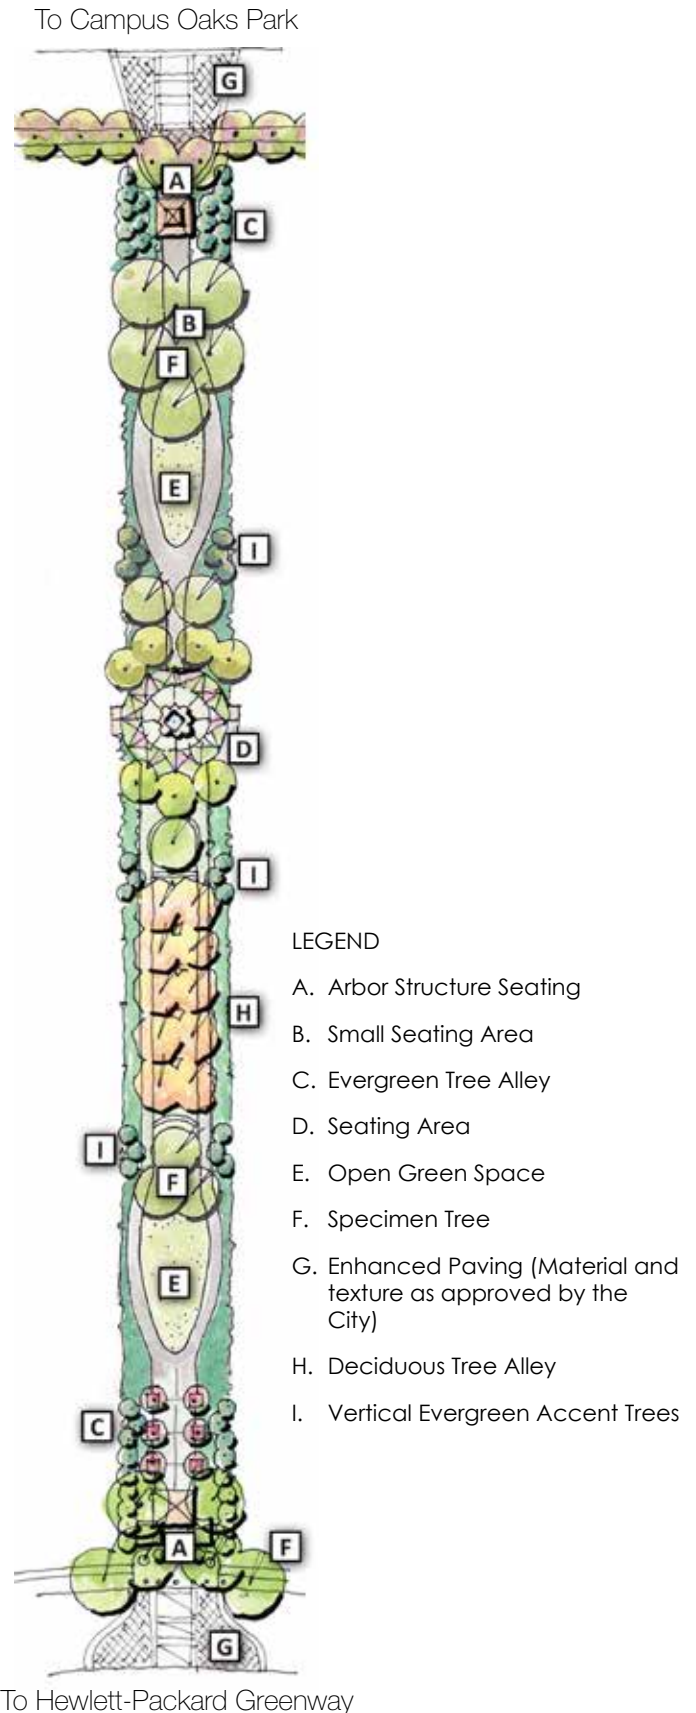 To Campus Oaks Park
G
A
C
B
F
E
I
D
I
H
I
F
E
C
A
F
G
LEGEND
A. Arbor Structure Seating
B. Small Seating Area
C. Evergreen Tree Alley
D. Seating Area
E. Open Green Space
F. Specimen Tree
G. Enhanced Paving (Material and
texture as approved by the
City)
H. Deciduous Tree Alley
I. Vertical Evergreen Accent Trees
To Hewlett-Packard Greenway